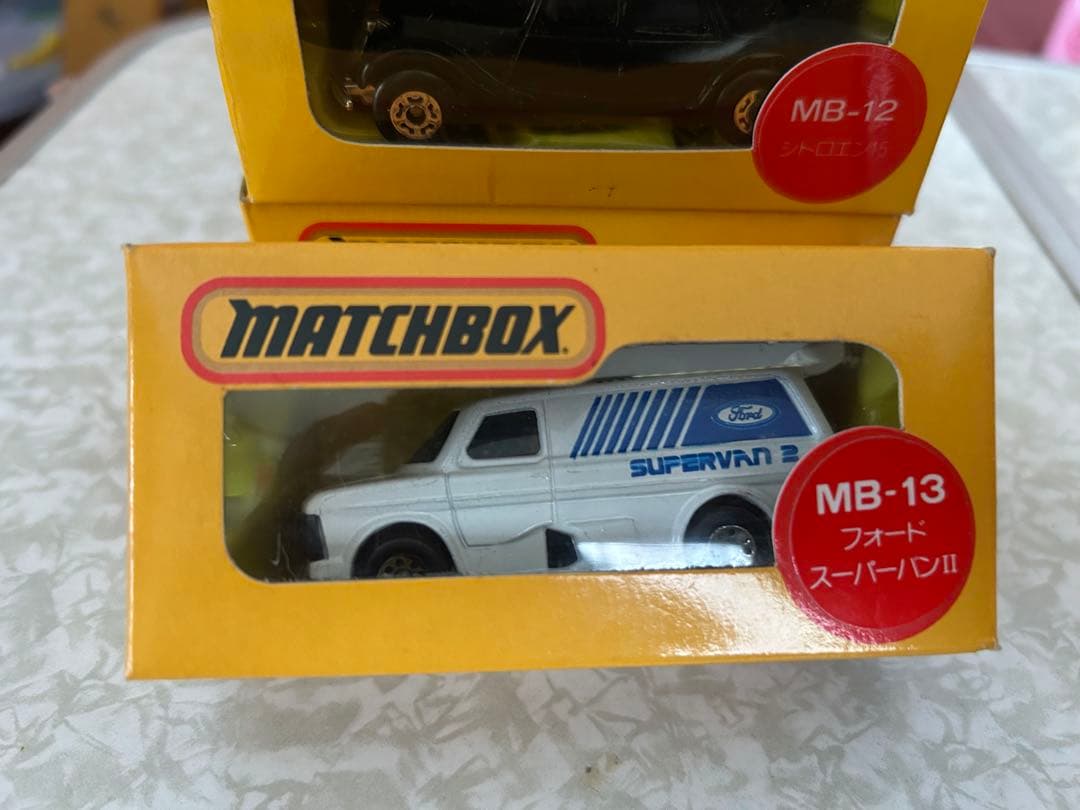 MB-12
シトロエン15
MATCHBOX
Ford
SUPERVAN 2
MB-13
フォード
スーパーバンII